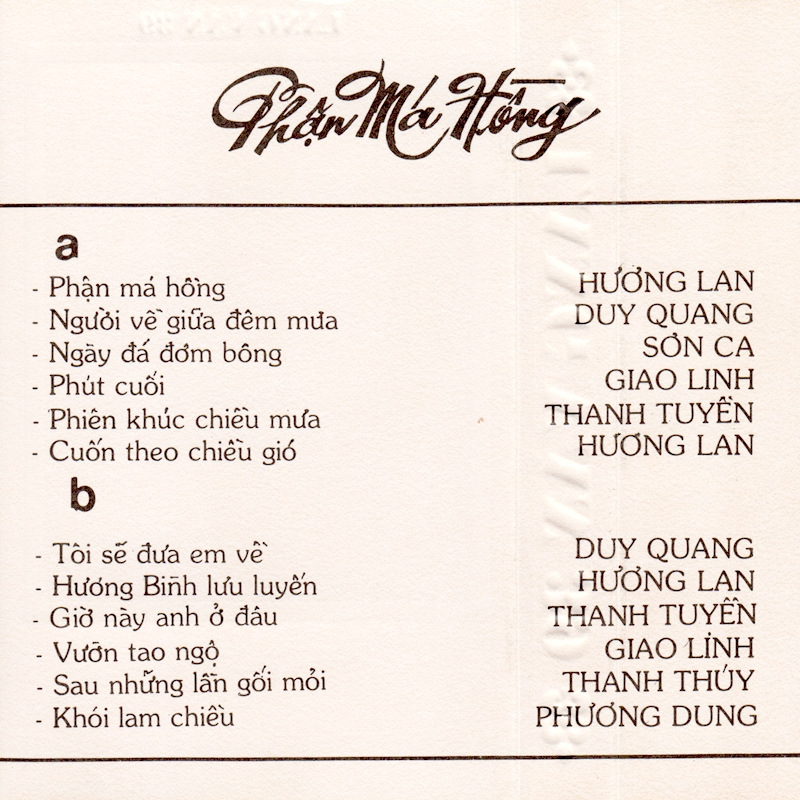 Phận Má Hồng
a
- Phận má hồng HƯƠNG LAN
- Người về giữa đêm mưa DUY QUANG
- Ngày đá đơm bông SƠN CA
- Phút cuối GIAO LINH
- Phiên khúc chiều mưa THANH TUYỀN
- Cuốn theo chiều gió HƯƠNG LAN
b
- Tôi sẽ đưa em về DUY QUANG
- Hương Bình lưu luyến HƯƠNG LAN
- Giờ này anh ở đâu THANH TUYỀN
- Vườn tao ngộ GIAO LINH
- Sau những lần gối mỏi THANH THÚY
- Khói lam chiều PHƯƠNG DUNG